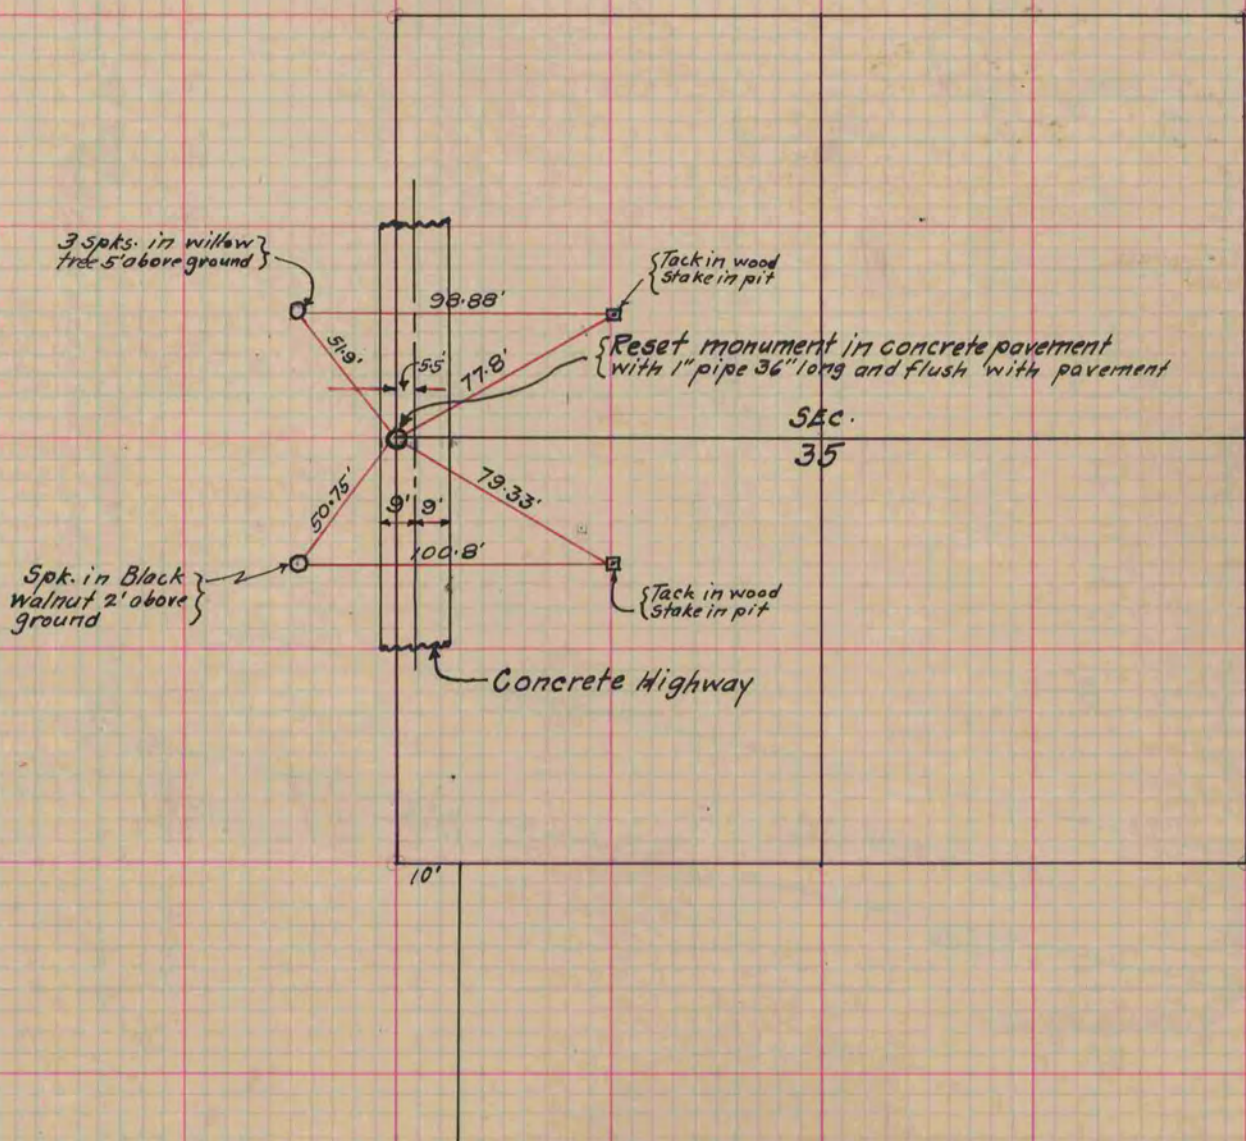 3 spks. in willow
tree 5' above ground
98.88'
Tack in wood
stake in pit
51.9'
5.5'
77.8'
Reset monument in concrete pavement
with 1" pipe 36" long and flush with pavement
SEC.
35
50.75'
79.33'
9' 9'
100.8'
Spk. in Black
walnut 2' above
ground
Tack in wood
stake in pit
Concrete Highway
10'